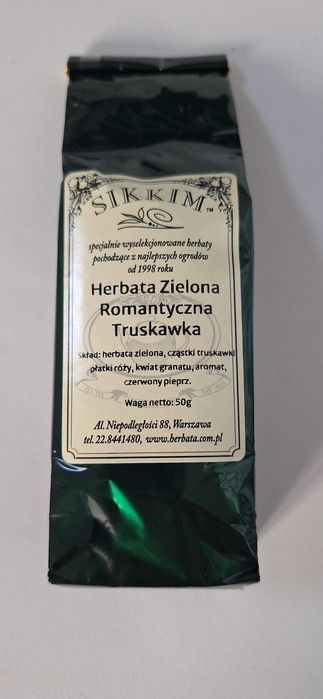 SIKKIM™
specjalnie wyselekcjonowane herbaty
pochodzące z najlepszych ogrodów
od 1998 roku
Herbata Zielona
Romantyczna
Truskawka
Skład: herbata zielona, cząstki truskawki
płatki róży, kwiat granatu, aromat,
czerwony pieprz.
Waga netto: 50g
Al. Niepodległości 88, Warszawa
tel. 22.8441480, www.herbata.com.pl